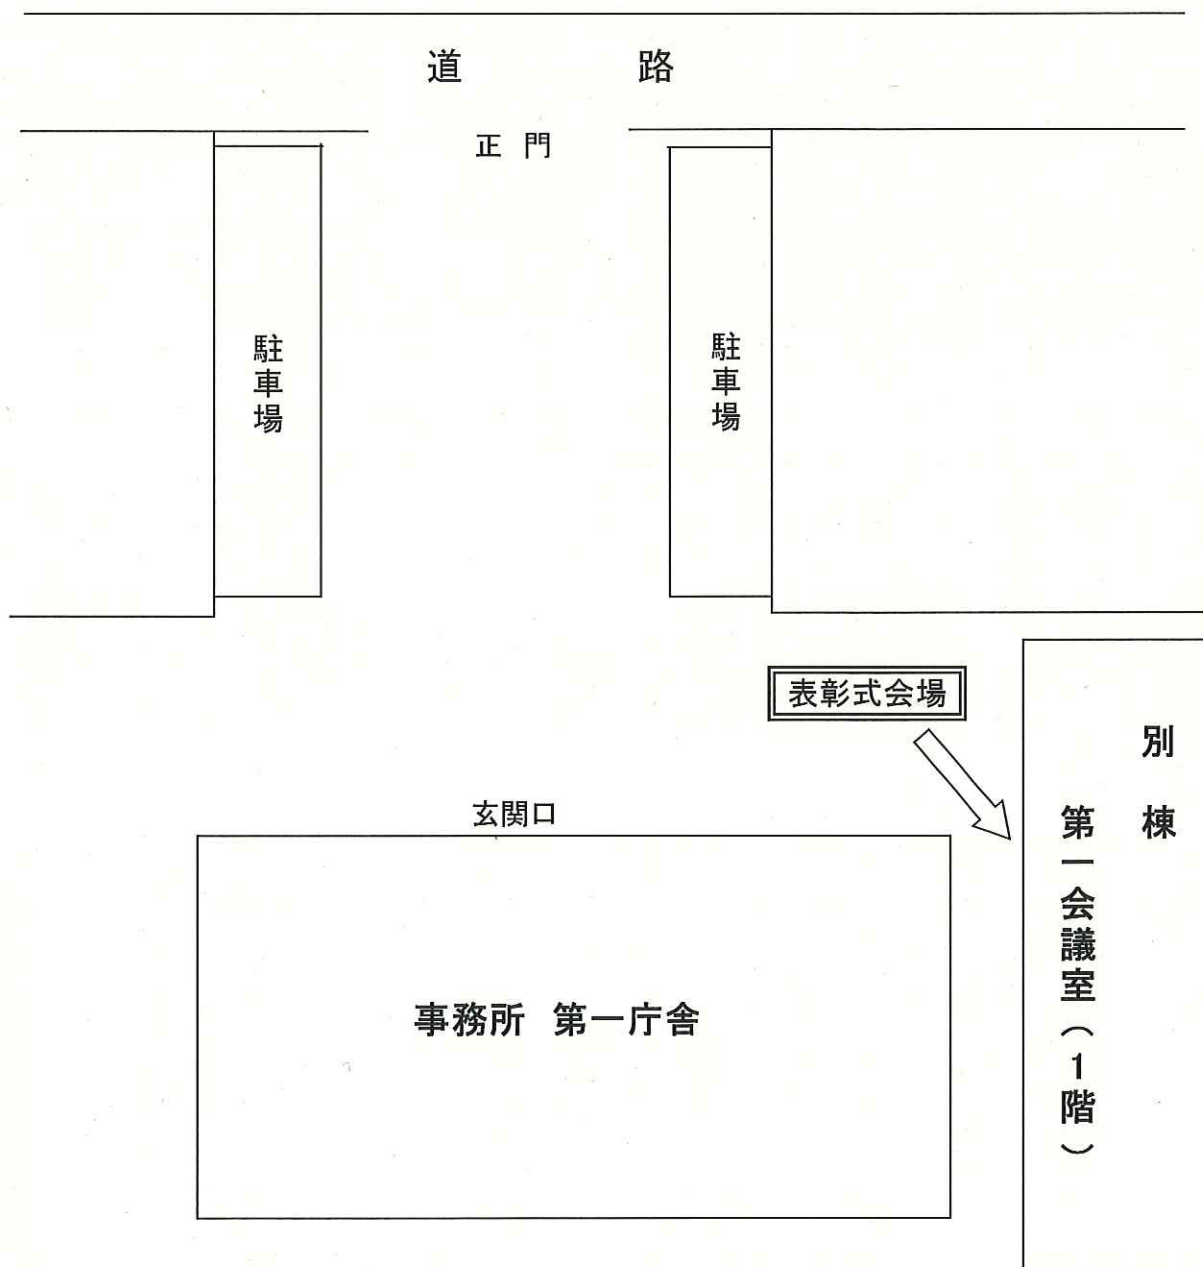 道 路
正 門
駐車場
駐車場
表彰式会場
別棟
第一会議室(1階)
玄関口
事務所 第一庁舎